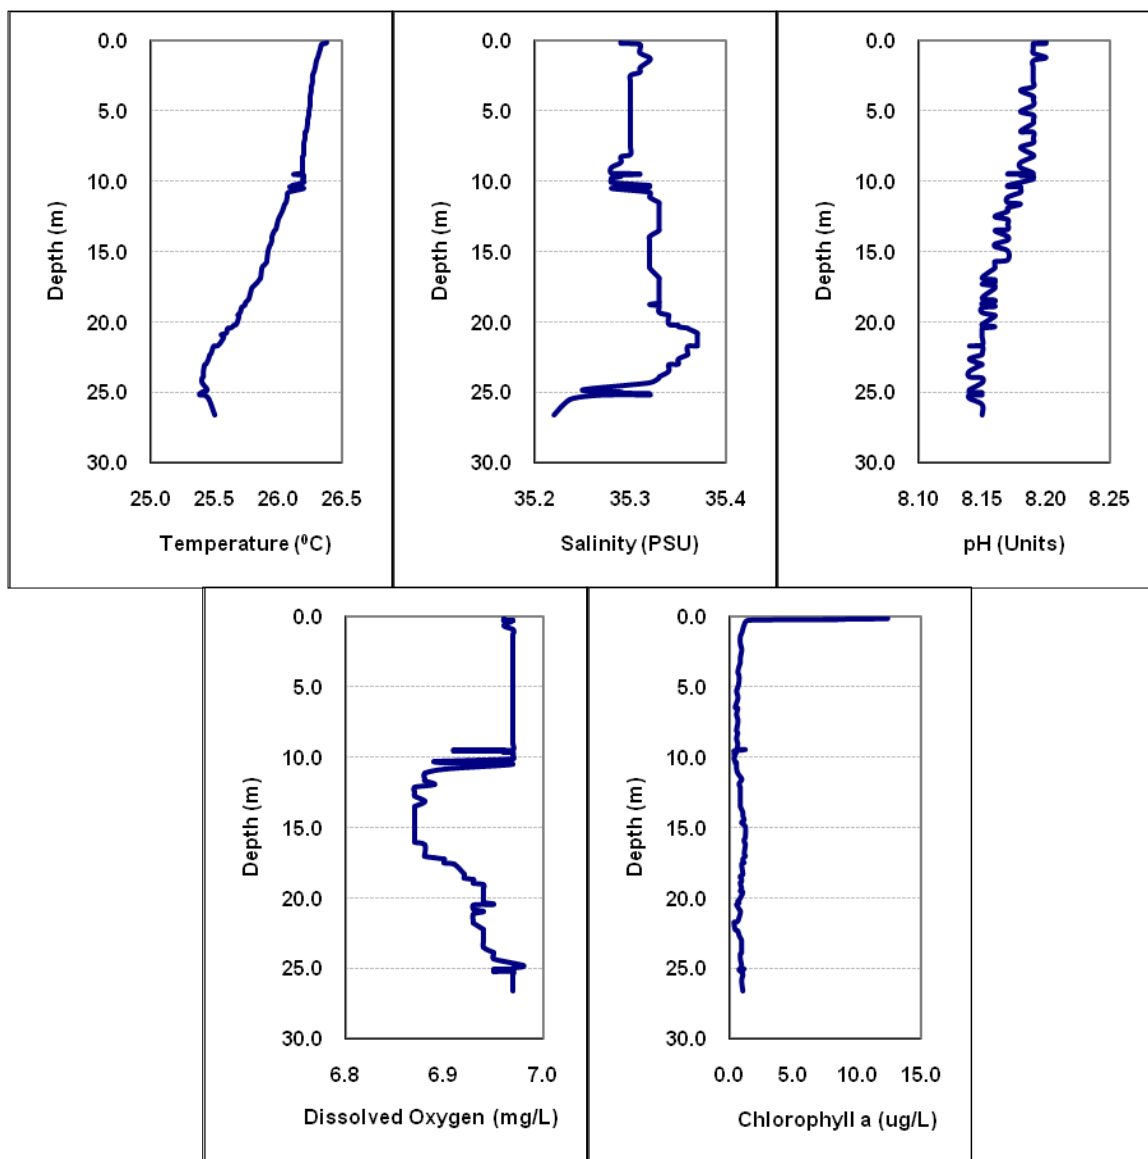 0.0
5.0
10.0
15.0
20.0
25.0
30.0
Depth (m)
25.0 25.5 26.0 26.5
Temperature (⁰C)
0.0
5.0
10.0
15.0
20.0
25.0
30.0
Depth (m)
35.2 35.3 35.4
Salinity (PSU)
0.0
5.0
10.0
15.0
20.0
25.0
30.0
Depth (m)
8.10 8.15 8.20 8.25
pH (Units)
0.0
5.0
10.0
15.0
20.0
25.0
30.0
Depth (m)
6.8 6.9 7.0
Dissolved Oxygen (mg/L)
0.0
5.0
10.0
15.0
20.0
25.0
30.0
Depth (m)
0.0 5.0 10.0 15.0
Chlorophyll a (ug/L)